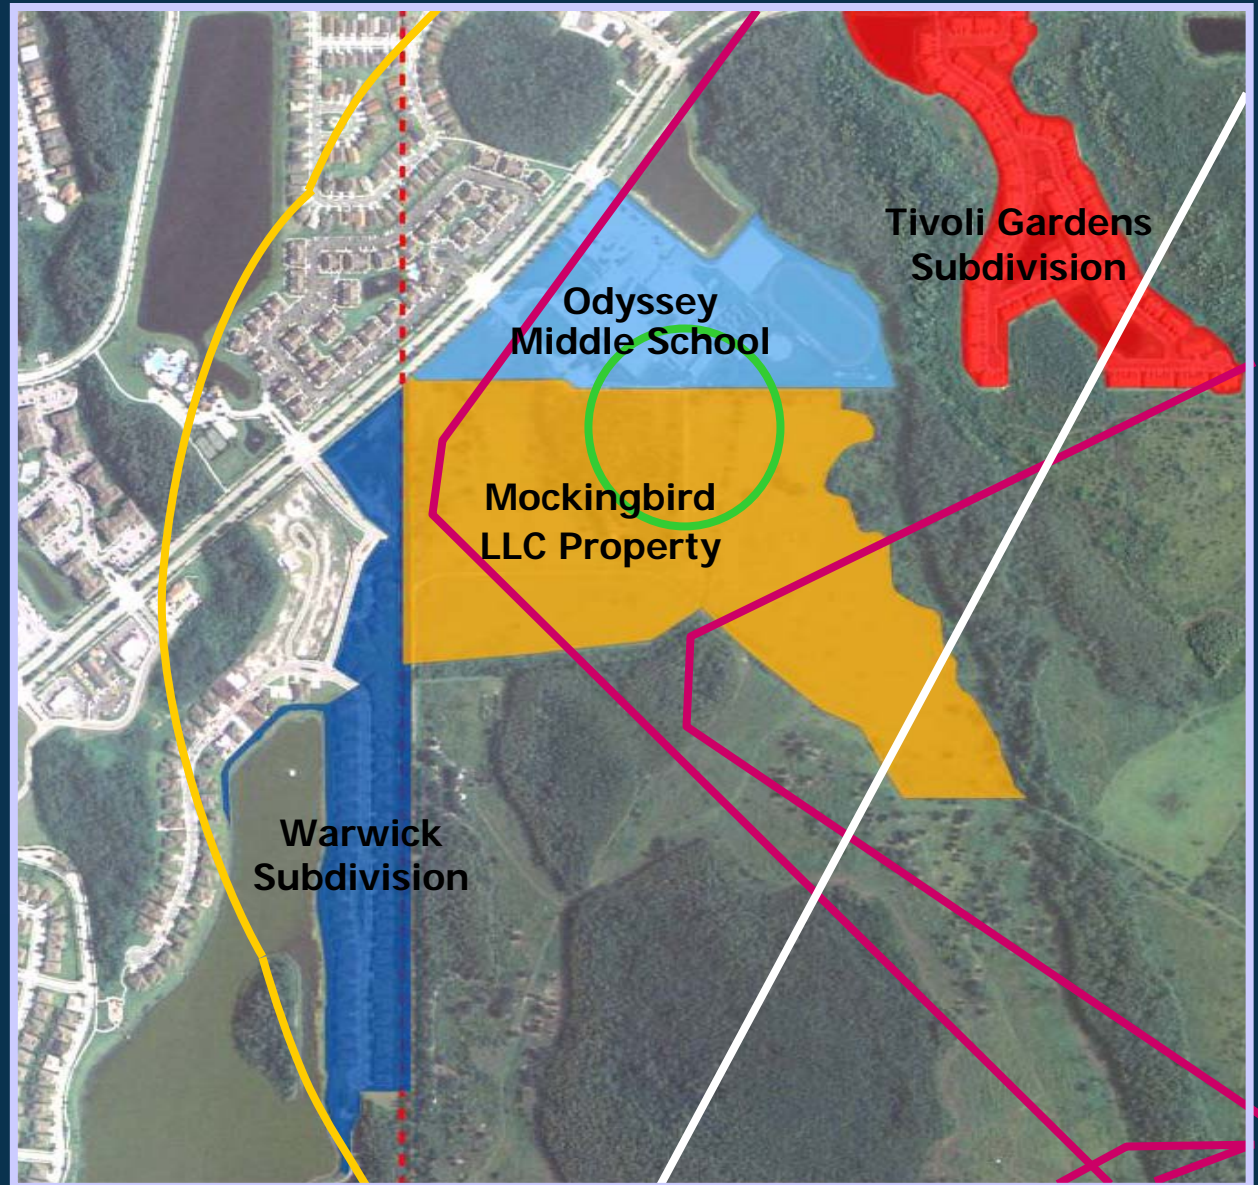 Tivoli Gardens
Subdivision
Odyssey
Middle School
Mockingbird
LLC Property
Warwick
Subdivision